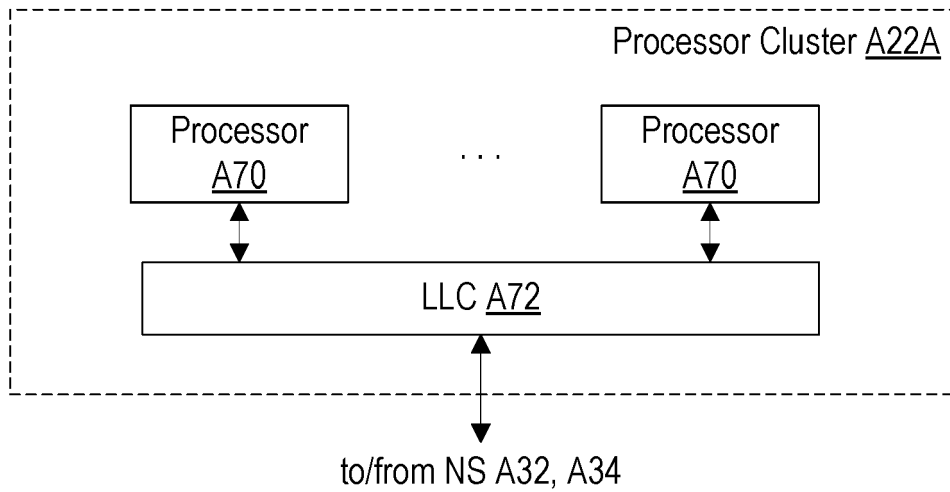 Processor Cluster A22A
Processor
A70
. . .
Processor
A70
LLC A72
to/from NS A32, A34